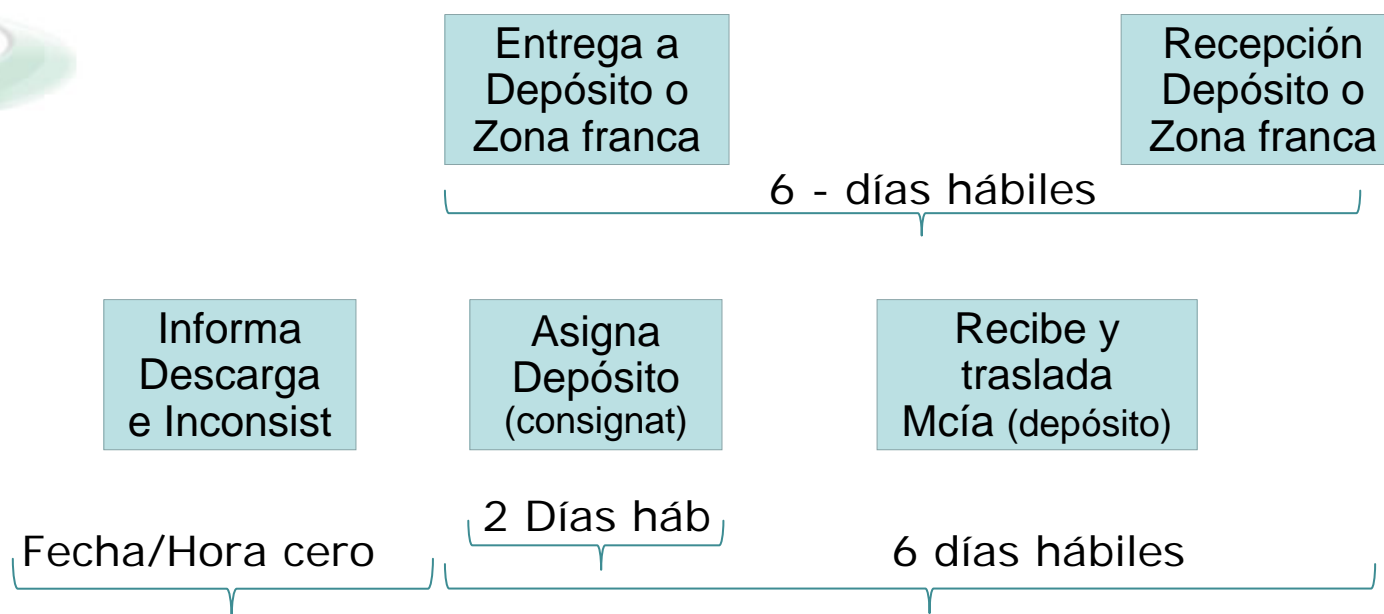 Entrega a
Depósito o
Zona franca
Recepción
Depósito o
Zona franca
6 - días hábiles
Informa
Descarga
e Inconsist
Asigna
Depósito
(consignat)
Recibe y
traslada
Mcía (depósito)
2 Días háb
Fecha/Hora cero
6 días hábiles